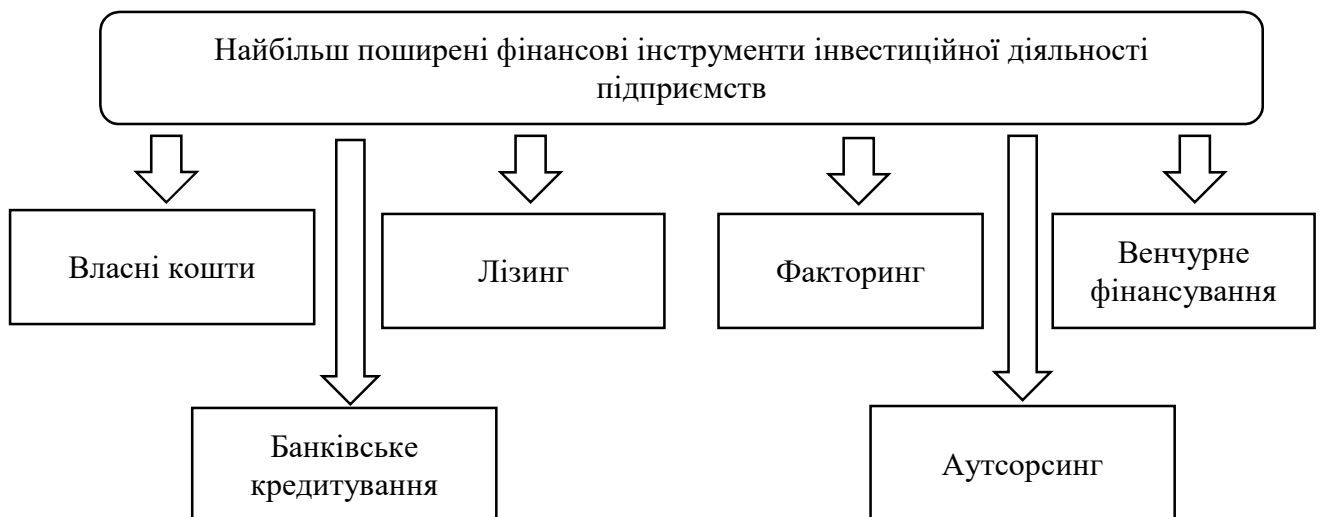 Найбільш поширені фінансові інструменти інвестиційної діяльності
підприємств
Власні кошти
Лізинг
Факторинг
Венчурне
фінансування
Банківське
кредитування
Аутсорсинг